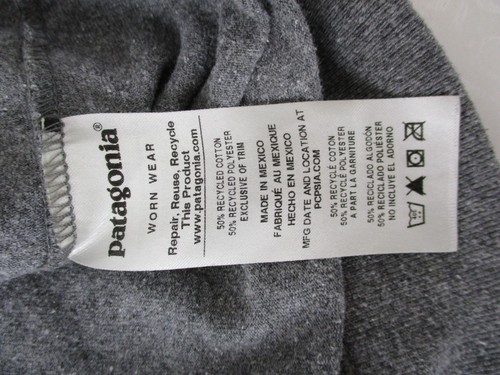 patagonia®
WORN WEAR
Repair, Reuse, Recycle
This Product
www.patagonia.com
50% RECYCLED COTTON
50% RECYCLED POLYESTER
EXCLUSIVE OF TRIM
MADE IN MEXICO
FABRIQUÉ AU MEXIQUE
HECHO EN MEXICO
MFG DATE AND LOCATION AT
PCPSIA.COM
50% RECYCLÉ COTON
50% RECYCLÉ POLYESTER
A PART LA GARNITURE
50% RECICLADO ALGODÓN
50% RECICLADO POLIÉSTER
NO INCLUYE EL ADORNO